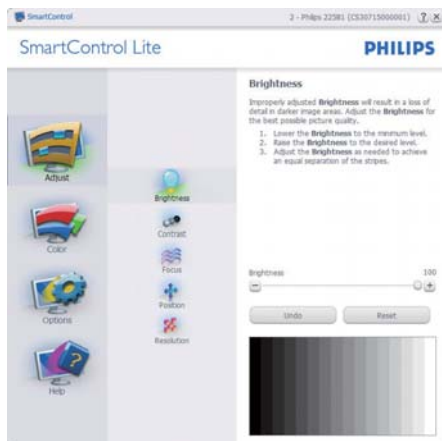 SmartControl
2 - Philips 225B1 (CS30715000001)
SmartControl Lite
PHILIPS
Adjust
Color
Options
Help
Brightness
Contrast
Focus
Position
Resolution
Brightness
Improperly adjusted Brightness will result in a loss of
detail in darker image areas. Adjust the Brightness for
the best possible picture quality.
1. Lower the Brightness to the minimum level.
2. Raise the Brightness to the desired level.
3. Adjust the Brightness as needed to achieve
an equal separation of the stripes.
Brightness 100
Undo Reset